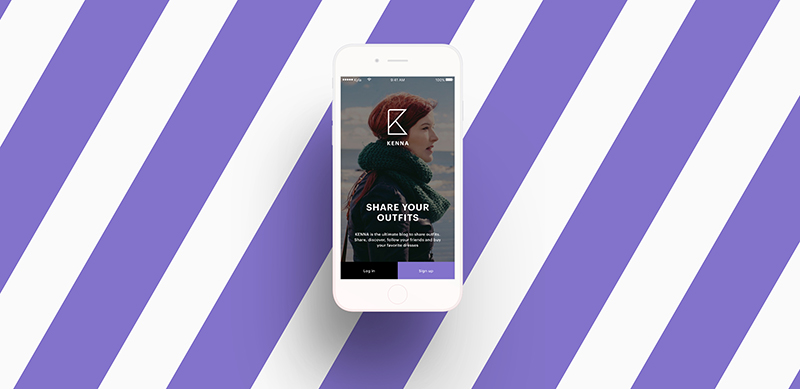 9:41 AM 100%
KENNA
SHARE YOUR
OUTFITS
KENNA is the ultimate blog to share outfits.
Share, discover, follow your friends and buy
your favorite dresses
Log in Sign up